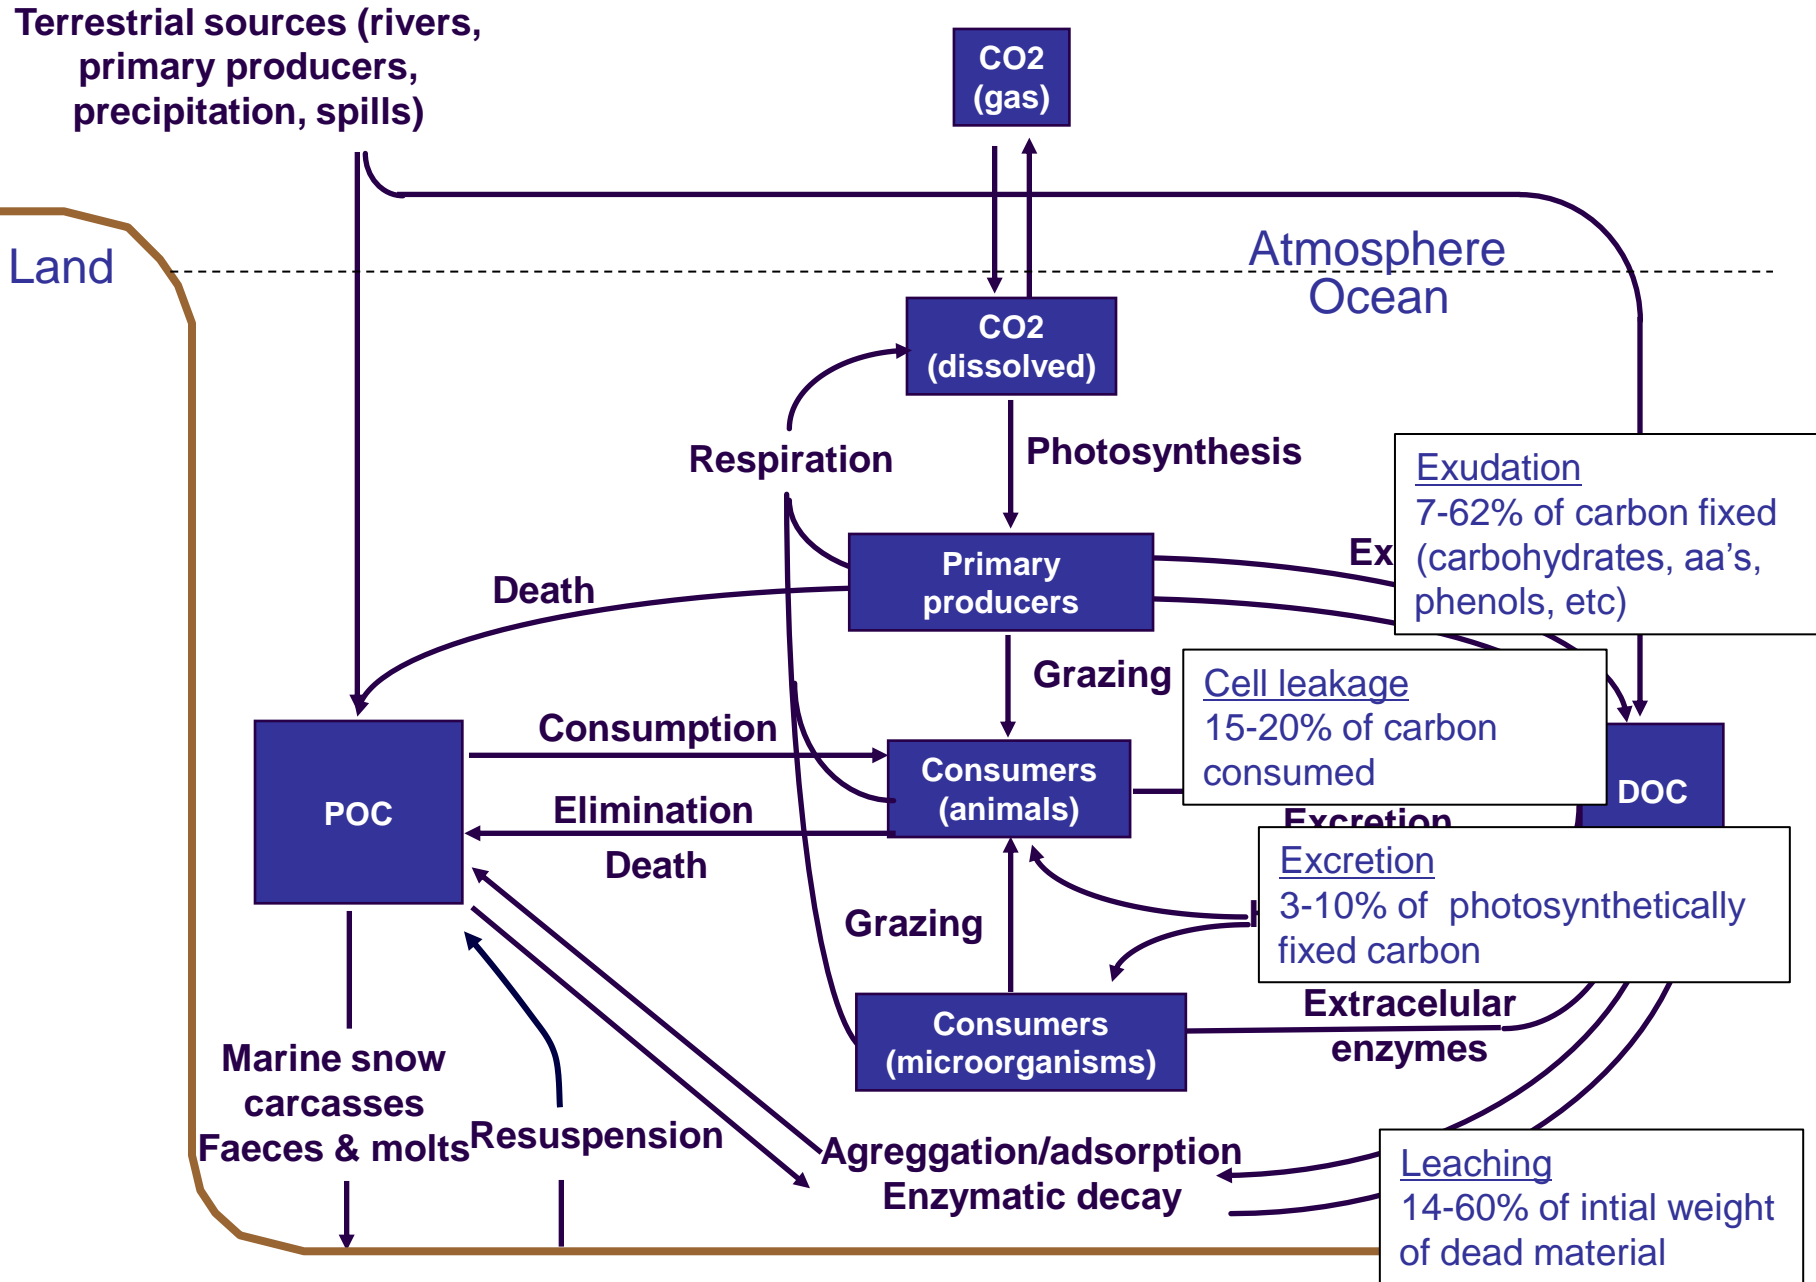 Terrestrial sources (rivers,
primary producers,
precipitation, spills)
CO2
(gas)
Land
Atmosphere
Ocean
CO2
(dissolved)
Respiration
Photosynthesis
Exudation
7-62% of carbon fixed
(carbohydrates, aa's,
phenols, etc)
Ex
Primary
producers
Death
Grazing
Cell leakage
15-20% of carbon
consumed
Consumption
Consumers
(animals)
POC
DOC
Elimination
Death
Excretion
Excretion
3-10% of photosynthetically
fixed carbon
Grazing
Consumers
(microorganisms)
Extracelular
enzymes
Marine snow
carcasses
Faeces & molts
Resuspension
Agreggation/adsorption
Enzymatic decay
Leaching
14-60% of intial weight
of dead material